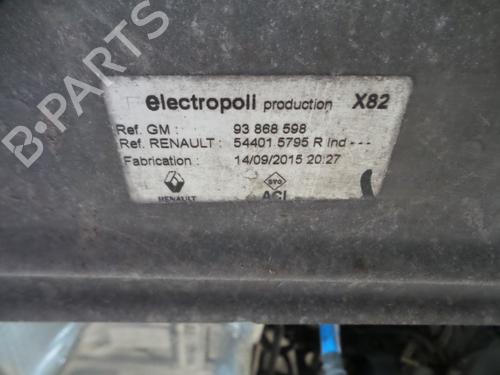 B-PARTS
electropoli production X82
Ref. GM : 93 868 598
Ref. RENAULT : 54401 5795 R Ind - - -
Fabrication : 14/09/2015 20:27
RENAULT ACI